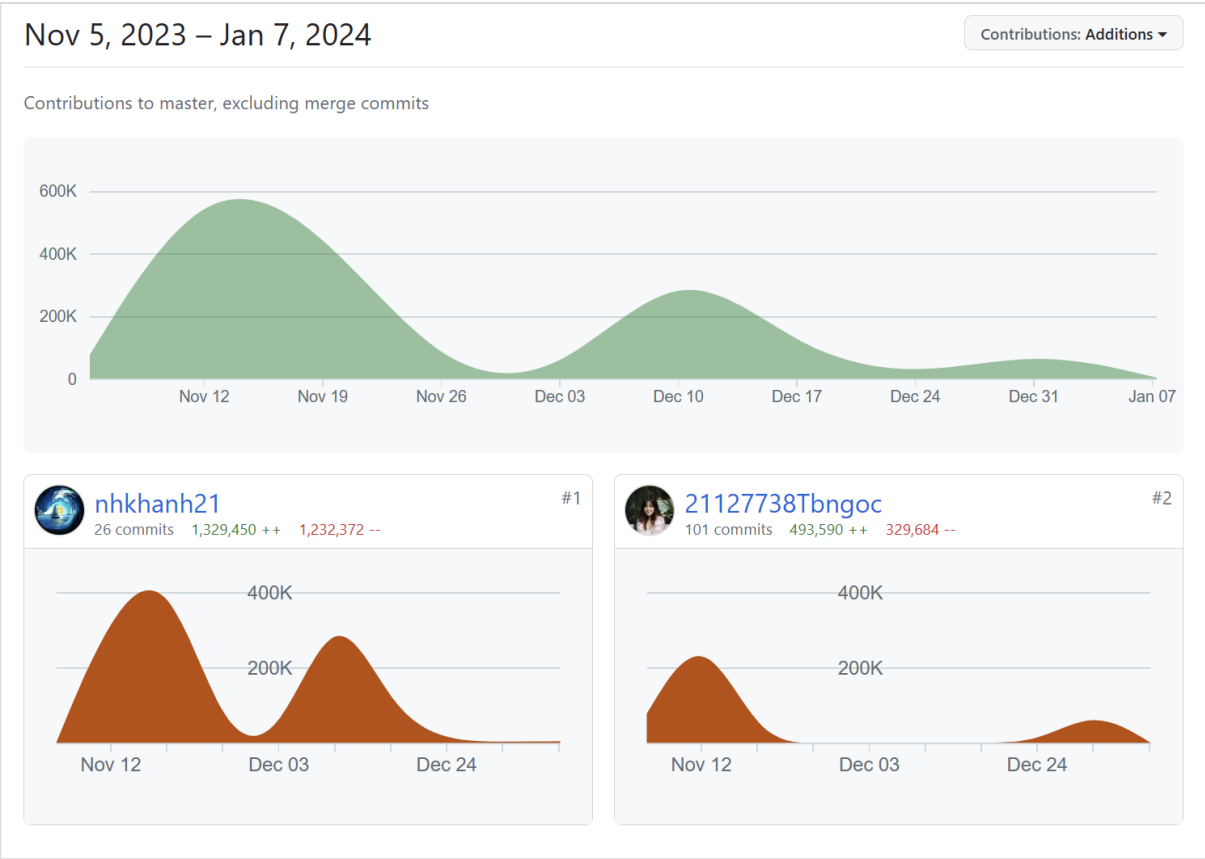 Nov 5, 2023 – Jan 7, 2024
Contributions: Additions
Contributions to master, excluding merge commits
600K
400K
200K
0
Nov 12 Nov 19 Nov 26 Dec 03 Dec 10 Dec 17 Dec 24 Dec 31 Jan 07
nhkhanh21 #1
26 commits 1,329,450 ++ 1,232,372 --
400K
200K
Nov 12 Dec 03 Dec 24
21127738Tbngoc #2
101 commits 493,590 ++ 329,684 --
400K
200K
Nov 12 Dec 03 Dec 24